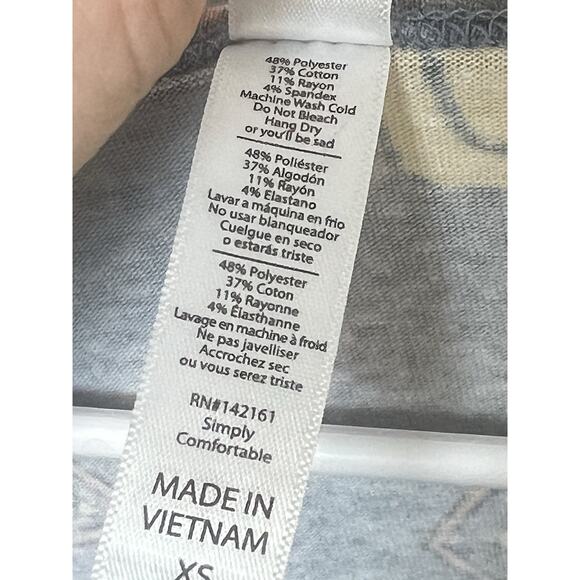 48% Polyester
37% Cotton
11% Rayon
4% Spandex
Machine Wash Cold
Do Not Bleach
Hang Dry
or you'll be sad
48% Poliéster
37% Algodón
11% Rayón
4% Elastano
Lavar a máquina en frio
No usar blanqueador
Cuelgue en seco
o estarás triste
48% Polyester
37% Coton
11% Rayonne
4% Élasthanne
Lavage en machine à froid
Ne pas javelliser
Accrochez sec
ou vous serez triste
RN#142161
Simply
Comfortable
MADE IN
VIETNAM
XS